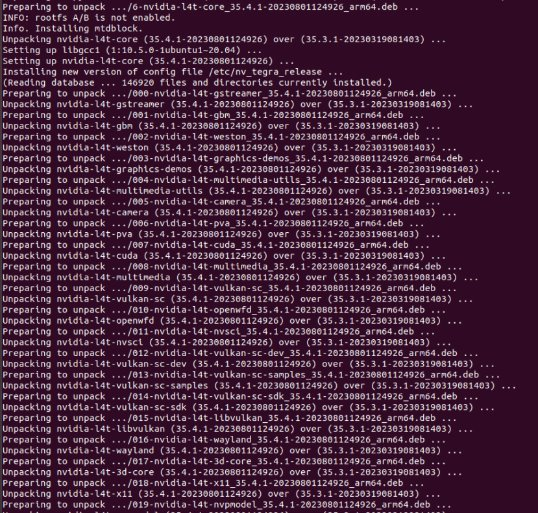 Preparing to unpack .../6-nvidia-l4t-core_35.4.1-20230801124926_arm64.deb ...
INFO: rootfs A/B is not enabled.
Info. Installing mtdblock.
Unpacking nvidia-l4t-core (35.4.1-20230801124926) over (35.3.1-20230319081403) ...
Setting up libgcc1 (1:10.5.0-1ubuntu1~20.04) ...
Setting up nvidia-l4t-core (35.4.1-20230801124926) ...
Installing new version of config file /etc/nv_tegra_release ...
(Reading database ... 146920 files and directories currently installed.)
Preparing to unpack .../000-nvidia-l4t-gstreamer_35.4.1-20230801124926_arm64.deb ...
Unpacking nvidia-l4t-gstreamer (35.4.1-20230801124926) over (35.3.1-20230319081403) ...
Preparing to unpack .../001-nvidia-l4t-gbm_35.4.1-20230801124926_arm64.deb ...
Unpacking nvidia-l4t-gbm (35.4.1-20230801124926) over (35.3.1-20230319081403) ...
Preparing to unpack .../002-nvidia-l4t-weston_35.4.1-20230801124926_arm64.deb ...
Unpacking nvidia-l4t-weston (35.4.1-20230801124926) over (35.3.1-20230319081403) ...
Preparing to unpack .../003-nvidia-l4t-graphics-demos_35.4.1-20230801124926_arm64.deb ...
Unpacking nvidia-l4t-graphics-demos (35.4.1-20230801124926) over (35.3.1-20230319081403) ...
Preparing to unpack .../004-nvidia-l4t-multimedia-utils_35.4.1-20230801124926_arm64.deb ...
Unpacking nvidia-l4t-multimedia-utils (35.4.1-20230801124926) over (35.3.1-20230319081403) ...
Preparing to unpack .../005-nvidia-l4t-camera_35.4.1-20230801124926_arm64.deb ...
Unpacking nvidia-l4t-camera (35.4.1-20230801124926) over (35.3.1-20230319081403) ...
Preparing to unpack .../006-nvidia-l4t-pva_35.4.1-20230801124926_arm64.deb ...
Unpacking nvidia-l4t-pva (35.4.1-20230801124926) over (35.3.1-20230319081403) ...
Preparing to unpack .../007-nvidia-l4t-cuda_35.4.1-20230801124926_arm64.deb ...
Unpacking nvidia-l4t-cuda (35.4.1-20230801124926) over (35.3.1-20230319081403) ...
Preparing to unpack .../008-nvidia-l4t-multimedia_35.4.1-20230801124926_arm64.deb ...
Unpacking nvidia-l4t-multimedia (35.4.1-20230801124926) over (35.3.1-20230319081403) ...
Preparing to unpack .../009-nvidia-l4t-vulkan-sc_35.4.1-20230801124926_arm64.deb ...
Unpacking nvidia-l4t-vulkan-sc (35.4.1-20230801124926) over (35.3.1-20230319081403) ...
Preparing to unpack .../010-nvidia-l4t-openwfd_35.4.1-20230801124926_arm64.deb ...
Unpacking nvidia-l4t-openwfd (35.4.1-20230801124926) over (35.3.1-20230319081403) ...
Preparing to unpack .../011-nvidia-l4t-nvsci_35.4.1-20230801124926_arm64.deb ...
Unpacking nvidia-l4t-nvsci (35.4.1-20230801124926) over (35.3.1-20230319081403) ...
Preparing to unpack .../012-nvidia-l4t-vulkan-sc-dev_35.4.1-20230801124926_arm64.deb ...
Unpacking nvidia-l4t-vulkan-sc-dev (35.4.1-20230801124926) over (35.3.1-20230319081403) ...
Preparing to unpack .../013-nvidia-l4t-vulkan-sc-samples_35.4.1-20230801124926_arm64.deb ...
Unpacking nvidia-l4t-vulkan-sc-samples (35.4.1-20230801124926) over (35.3.1-20230319081403) ...
Preparing to unpack .../014-nvidia-l4t-vulkan-sc-sdk_35.4.1-20230801124926_arm64.deb ...
Unpacking nvidia-l4t-vulkan-sc-sdk (35.4.1-20230801124926) over (35.3.1-20230319081403) ...
Preparing to unpack .../015-nvidia-l4t-libvulkan_35.4.1-20230801124926_arm64.deb ...
Unpacking nvidia-l4t-libvulkan (35.4.1-20230801124926) over (35.3.1-20230319081403) ...
Preparing to unpack .../016-nvidia-l4t-wayland_35.4.1-20230801124926_arm64.deb ...
Unpacking nvidia-l4t-wayland (35.4.1-20230801124926) over (35.3.1-20230319081403) ...
Preparing to unpack .../017-nvidia-l4t-3d-core_35.4.1-20230801124926_arm64.deb ...
Unpacking nvidia-l4t-3d-core (35.4.1-20230801124926) over (35.3.1-20230319081403) ...
Preparing to unpack .../018-nvidia-l4t-x11_35.4.1-20230801124926_arm64.deb ...
Unpacking nvidia-l4t-x11 (35.4.1-20230801124926) over (35.3.1-20230319081403) ...
Preparing to unpack .../019-nvidia-l4t-nvpmodel_35.4.1-20230801124926_arm64.deb ...